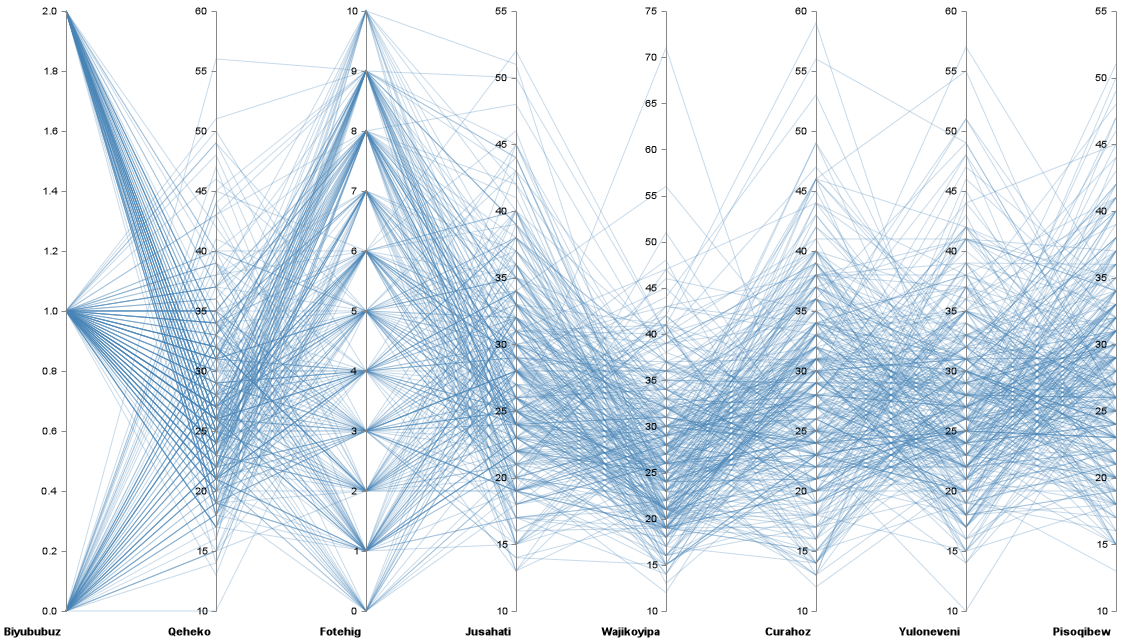 2.0 1.8 1.6 1.4 1.2 1.0 0.8 0.6 0.4 0.2 0.0
60 55 50 45 40 35 30 25 20 15 10
10 9 8 7 6 5 4 3 2 1 0
55 50 45 40 35 30 25 20 15 10
75 70 65 60 55 50 45 40 35 30 25 20 15 10
60 55 50 45 40 35 30 25 20 15 10
60 55 50 45 40 35 30 25 20 15 10
55 50 45 40 35 30 25 20 15 10
Biyububuz Qeheko Fotehig Jusahati Wajikoyipa Curahoz Yuloneveni Pisoqibew